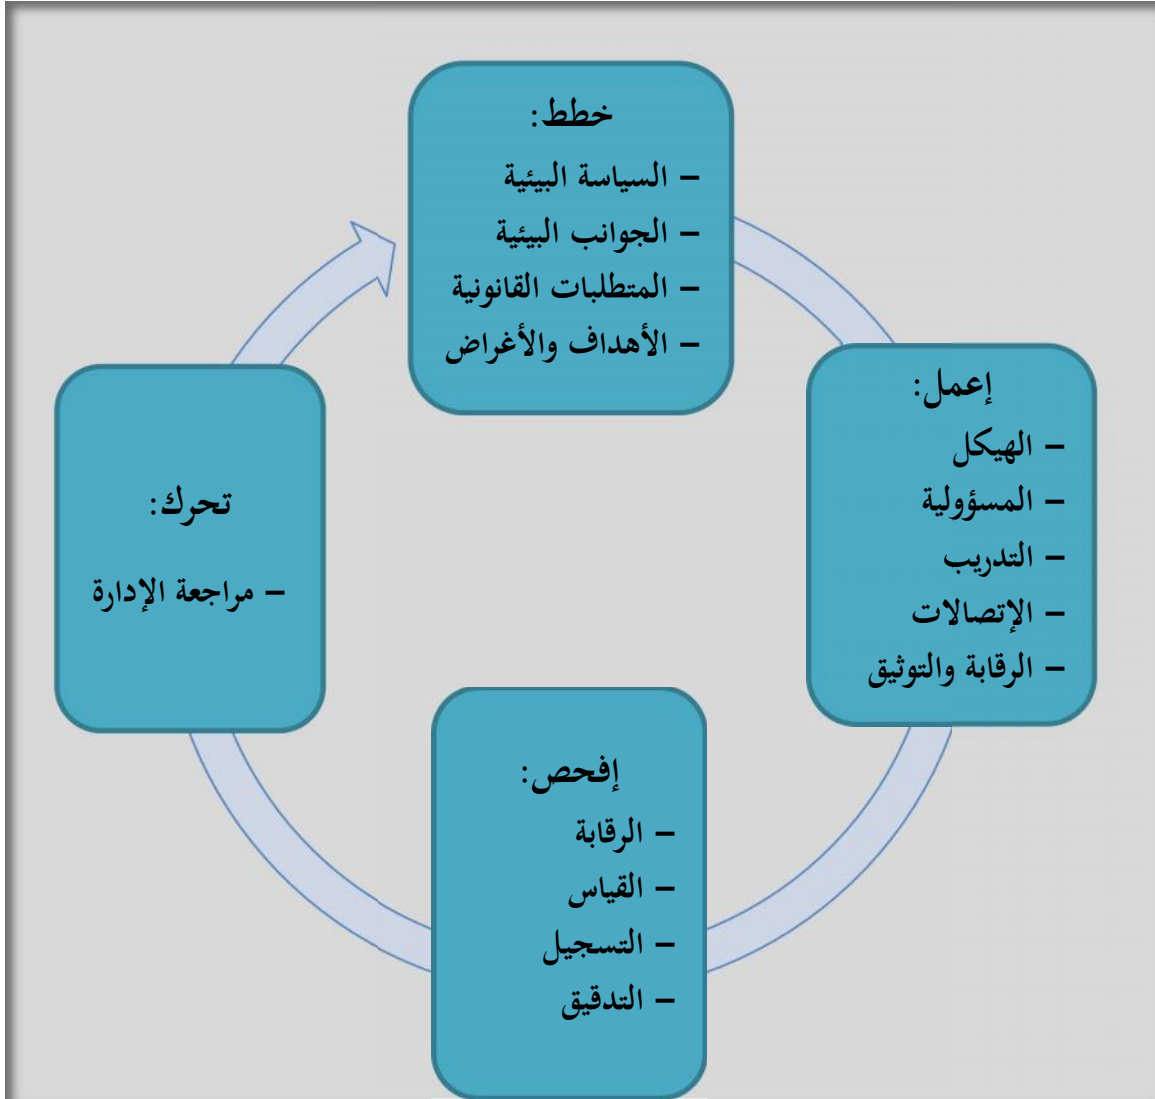 خطط:
– السياسة البيئية
– الجوانب البيئية
– المتطلبات القانونية
– الأهداف والأغراض
إعمل:
– الهيكل
– المسؤولية
– التدريب
– الإتصالات
– الرقابة والتوثيق
إفحص:
– الرقابة
– القياس
– التسجيل
– التدقيق
تحرك:
– مراجعة الإدارة